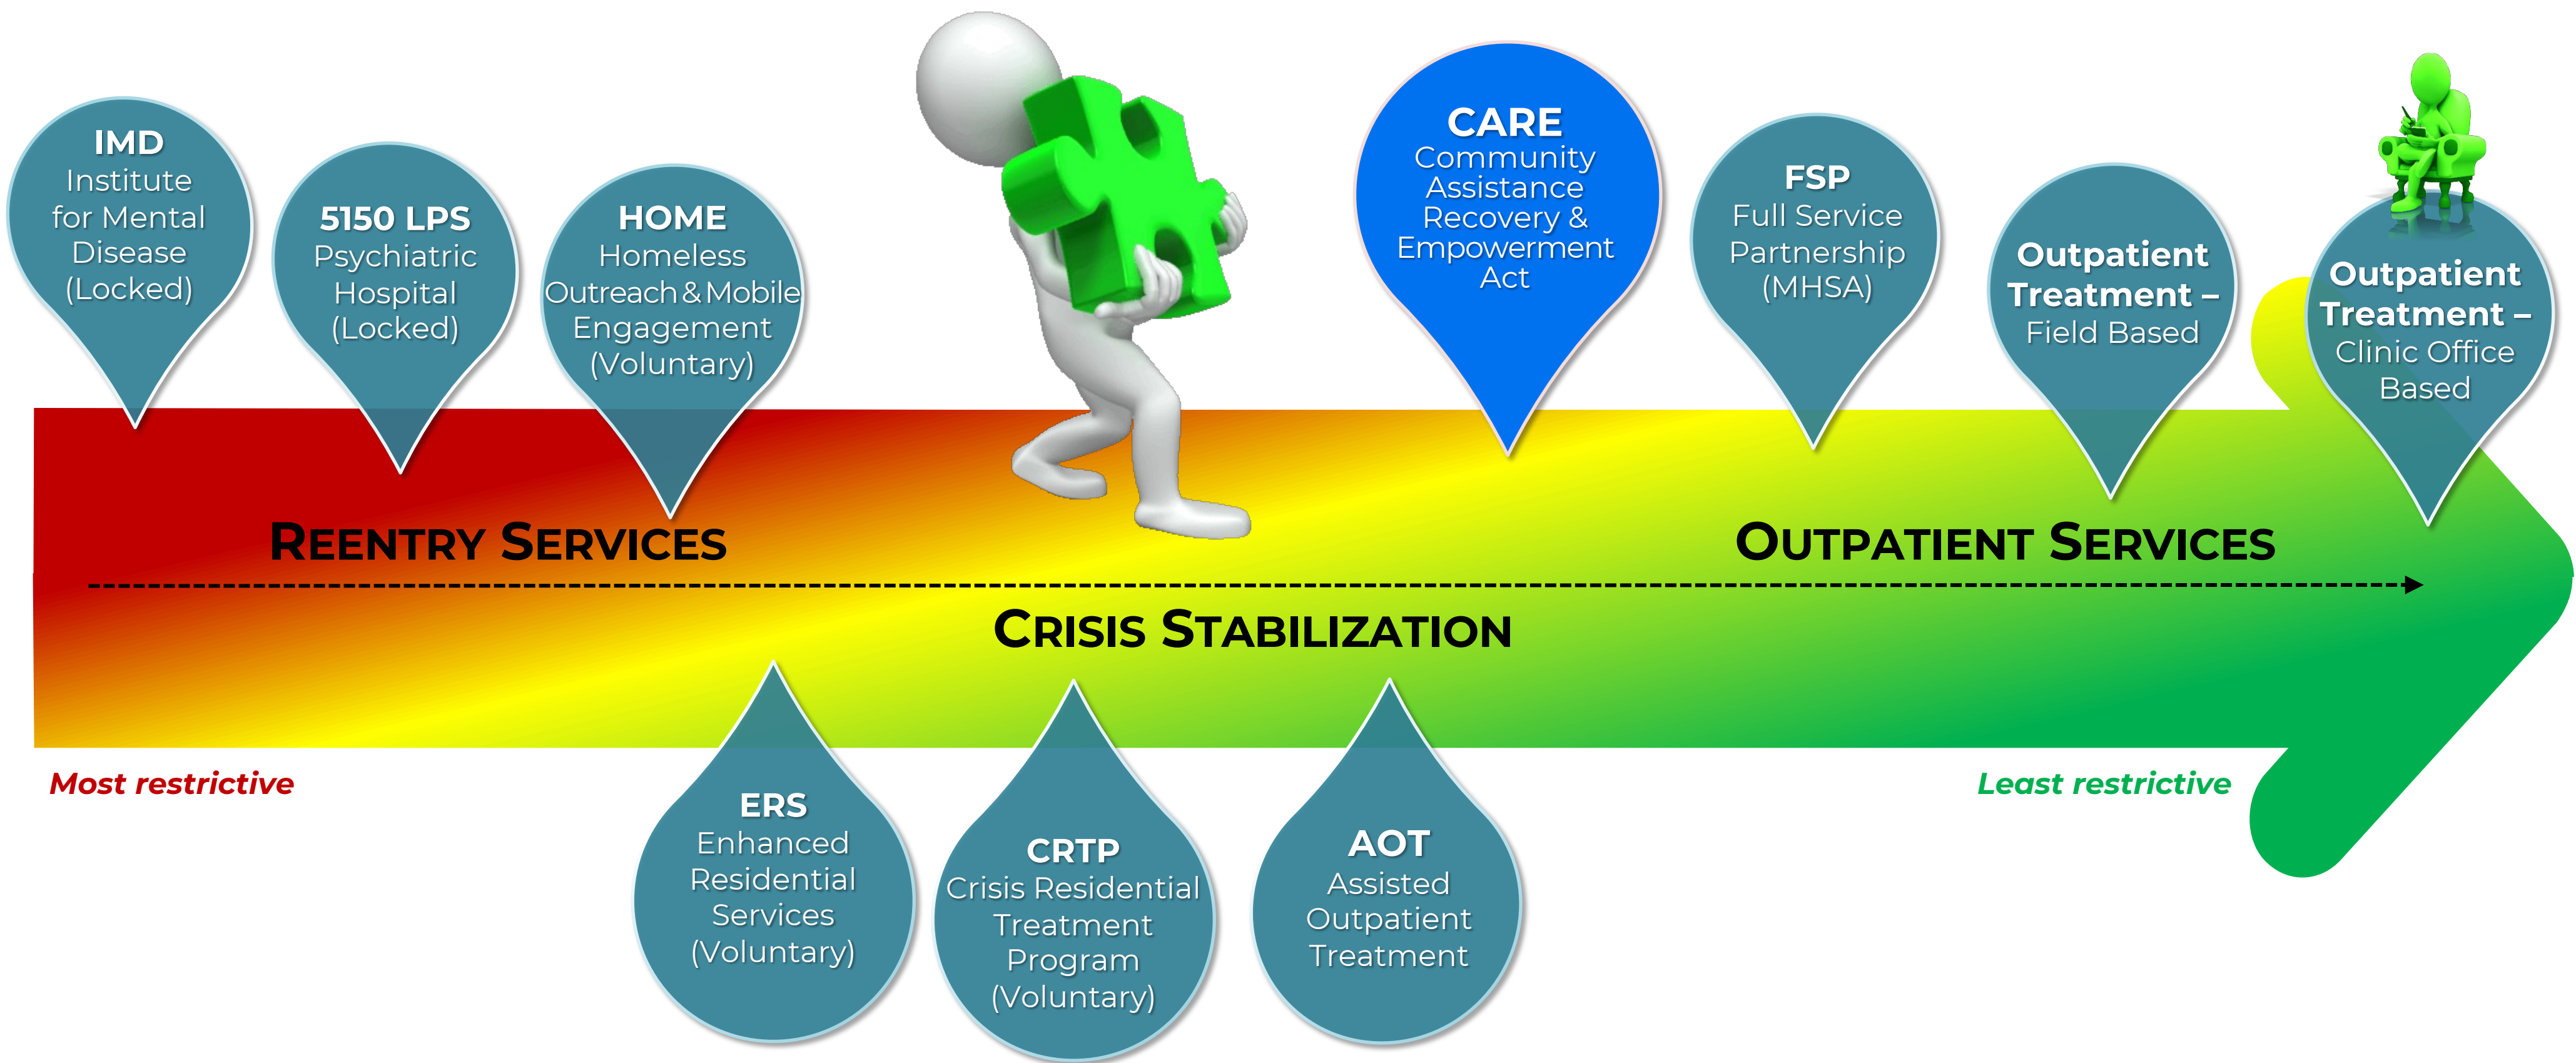 IMD
Institute
for Mental
Disease
(Locked)
5150 LPS
Psychiatric
Hospital
(Locked)
HOME
Homeless
Outreach & Mobile
Engagement
(Voluntary)
CARE
Community
Assistance
Recovery &
Empowerment
Act
FSP
Full Service
Partnership
(MHSA)
Outpatient
Treatment –
Field Based
Outpatient
Treatment –
Clinic Office
Based
REENTRY SERVICES
OUTPATIENT SERVICES
CRISIS STABILIZATION
Most restrictive
Least restrictive
ERS
Enhanced
Residential
Services
(Voluntary)
CRTP
Crisis Residential
Treatment
Program
(Voluntary)
AOT
Assisted
Outpatient
Treatment